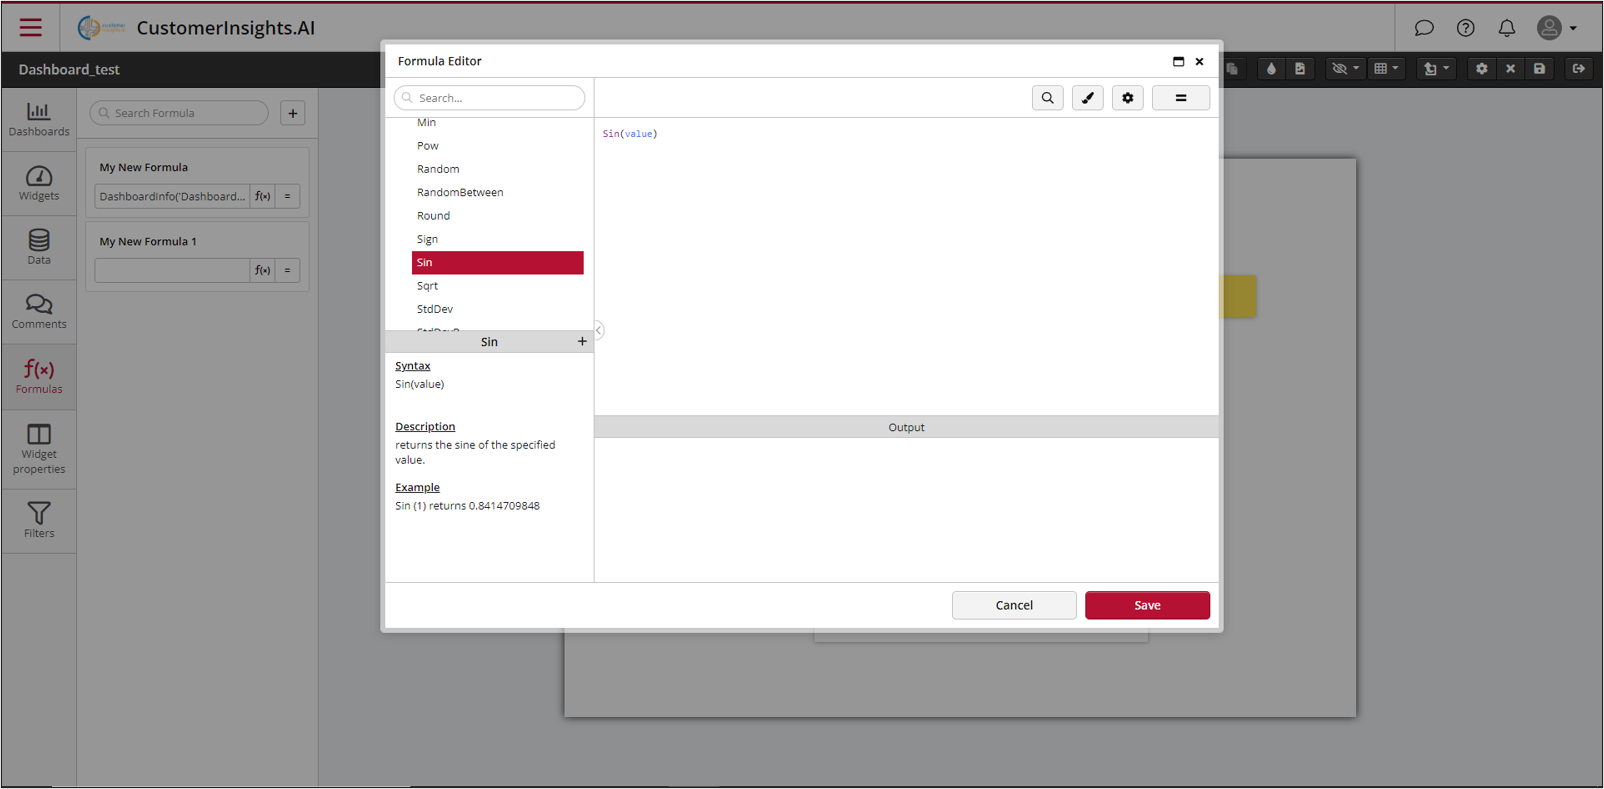 CustomerInsights.AI
Dashboard_test
Dashboards
Widgets
Data
Comments
f(x)
Formulas
Widget
properties
Filters
Search Formula
+
My New Formula
DashboardInfo('Dashboard...
f(x)
=
My New Formula 1
f(x)
=
Formula Editor
Search...
Min
Pow
Random
RandomBetween
Round
Sign
Sin
Sqrt
StdDev
Sin
+
Syntax
Sin(value)
Description
returns the sine of the specified
value.
Example
Sin (1) returns 0.8414709848
=
Sin(value)
Output
Cancel
Save